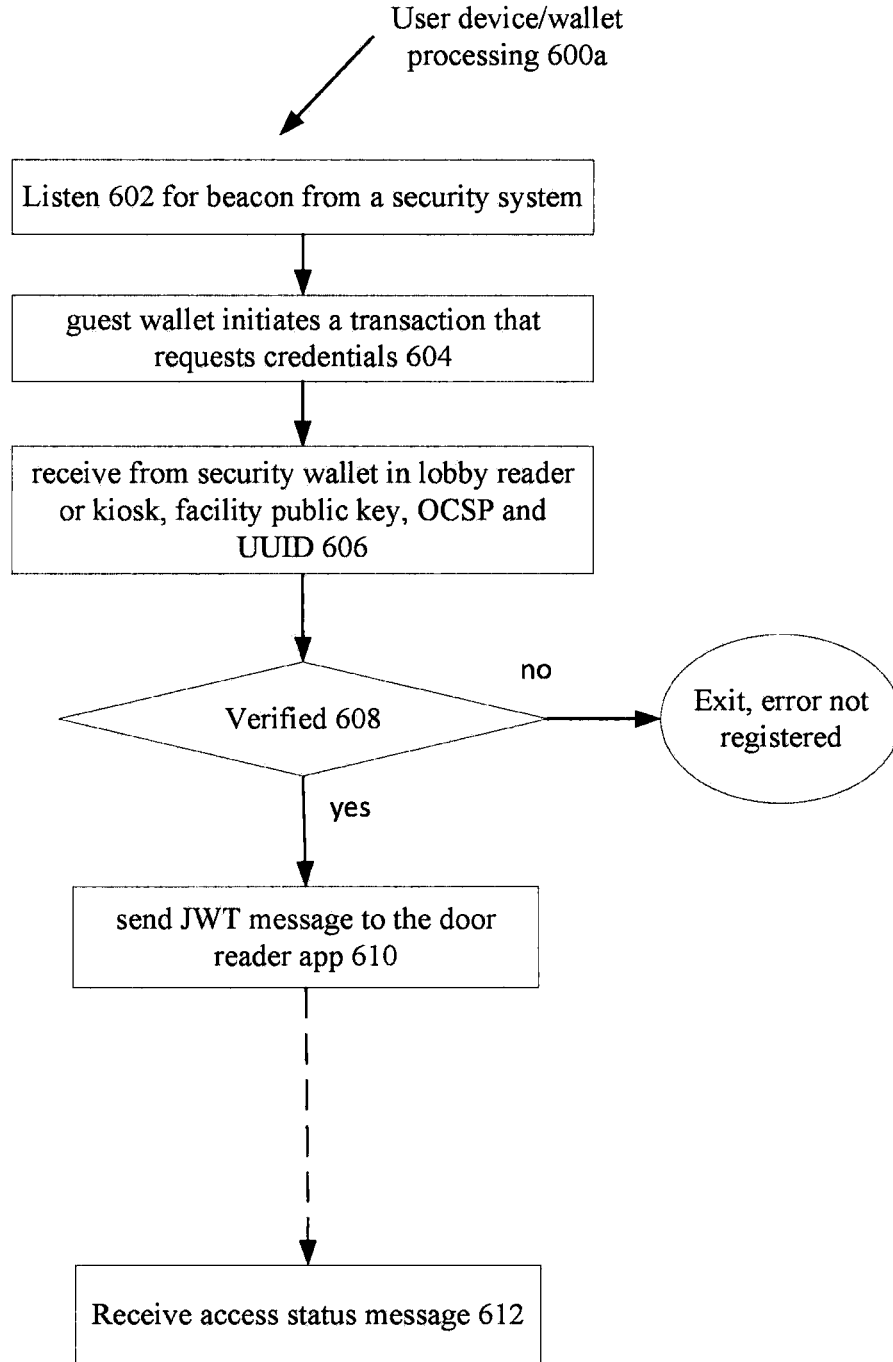 User device/wallet
processing 600a
Listen 602 for beacon from a security system
guest wallet initiates a transaction that
requests credentials 604
receive from security wallet in lobby reader
or kiosk, facility public key, OCSP and
UUID 606
Verified 608
no
Exit, error not
registered
yes
send JWT message to the door
reader app 610
Receive access status message 612